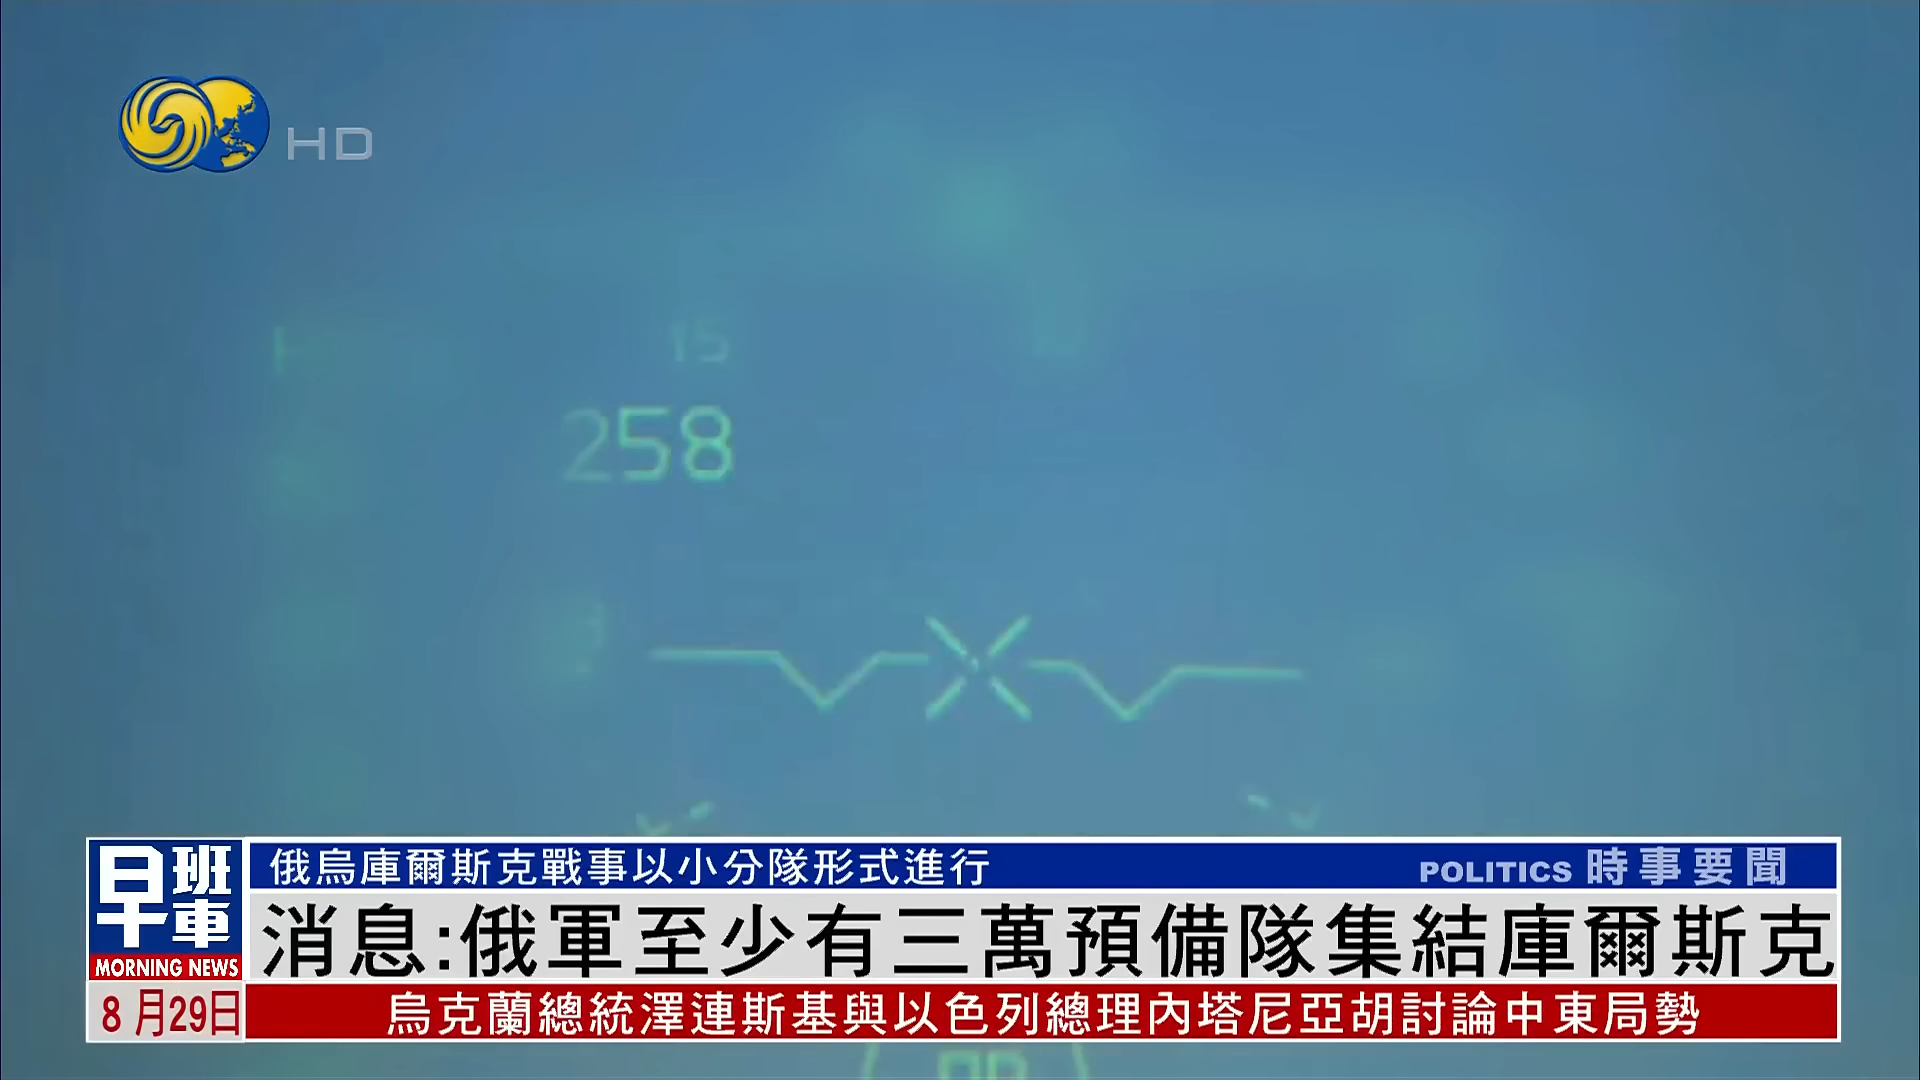 HD
15
258
俄烏庫爾斯克戰事以小分隊形式進行
POLITICS 時事要聞
早班車
消息:俄軍至少有三萬預備隊集結庫爾斯克
MORNING NEWS
8月29日
烏克蘭總統澤連斯基與以色列總理內塔尼亞胡討論中東局勢